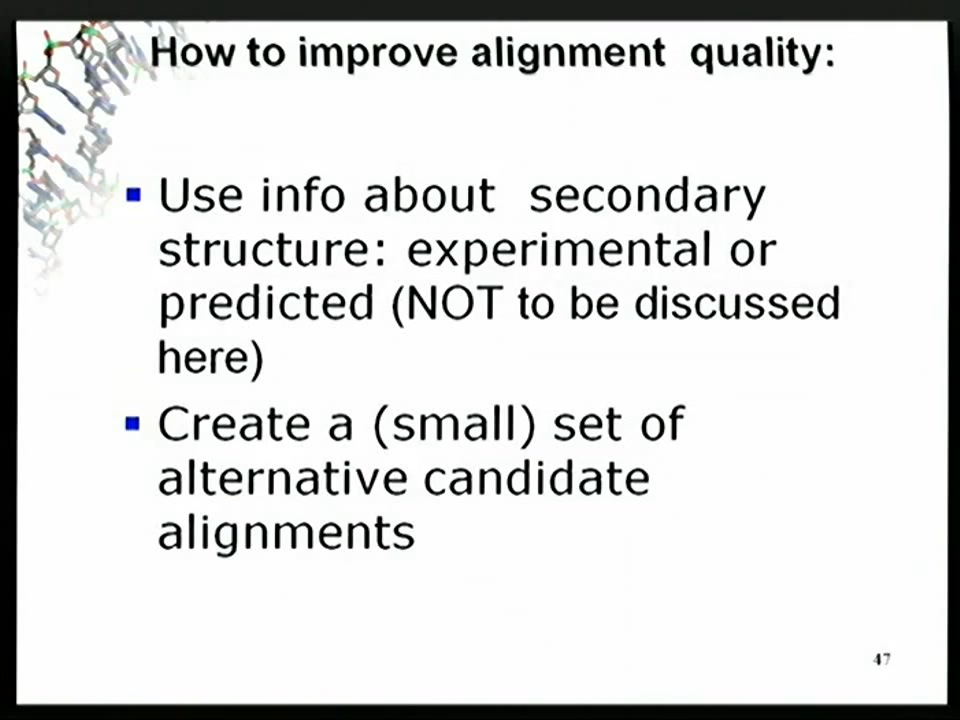 How to improve alignment quality:
Use info about secondary
structure: experimental or
predicted (NOT to be discussed
here)
Create a (small) set of
alternative candidate
alignments
47